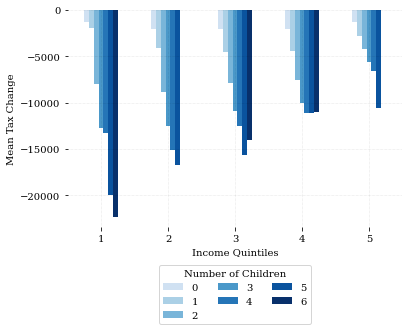 0
−5000
−10000
−15000
−20000
Mean Tax Change
1 2 3 4 5
Income Quintiles
Number of Children
0 3 5
1 4 6
2